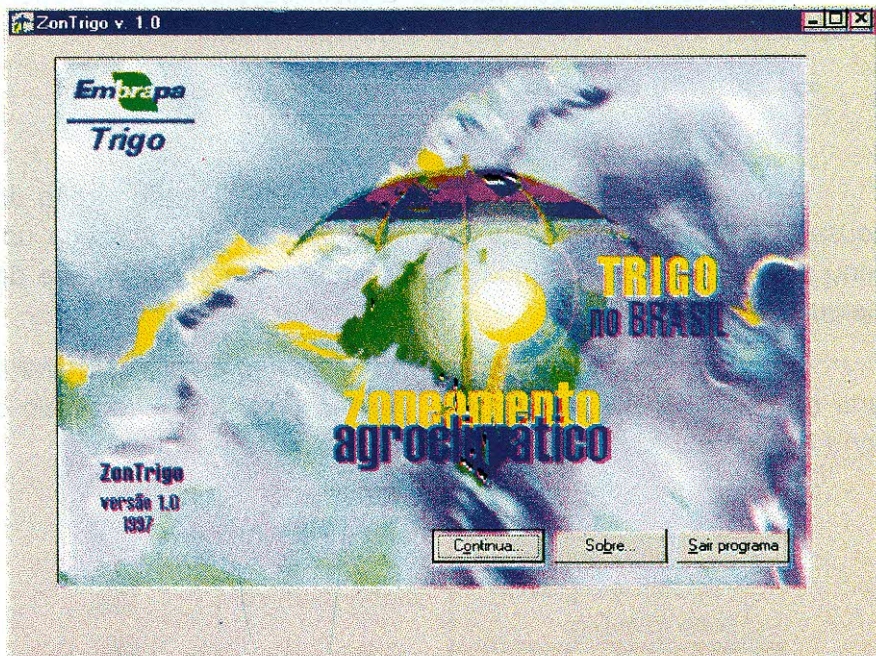 ZonTrigo v. 1.0
Embrapa
Trigo
TRIGO
no BRASIL
Zoneamento
agroclimático
ZonTrigo
versão 1.0
1997
Continua...
Sobre...
Sair programa